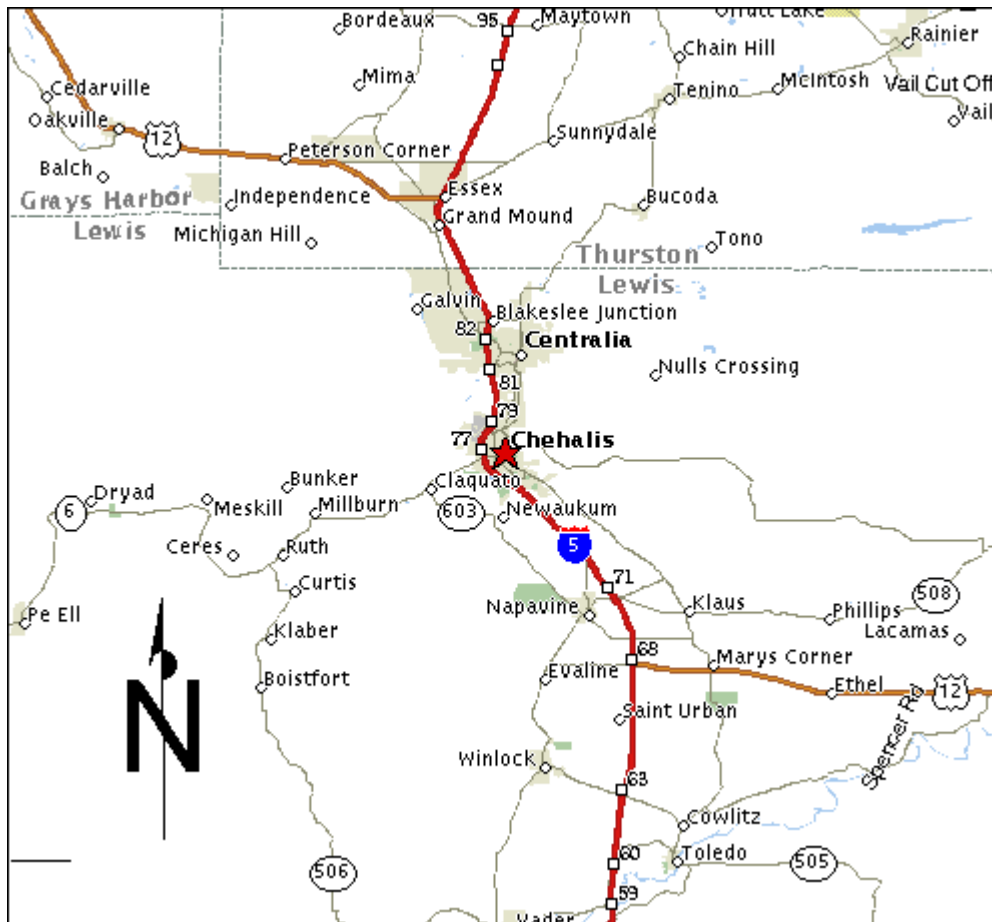 Bordeaux
95
Maytown
Offutt Lake
Rainier
Chain Hill
Mima
Cedarville
McIntosh
Vail Cut Off
Tenino
Oakville
12
Sunnydale
Vail
Peterson Corner
Balch
Essex
Independence
Bucoda
Grays Harbor
Lewis
Grand Mound
Michigan Hill
Tono
Thurston
Lewis
Galvin
Blakeslee Junction
82
Centralia
81
Nulls Crossing
79
77
Chehalis
Bunker
Claquato
Dryad
6
Meskill
Millburn
603
Newaukum
Ceres
Ruth
5
Curtis
71
508
Pe Ell
Napavine
Klaus
Phillips
Klaber
Lacamas
68
Marys Corner
Boistfort
Evaline
Ethel
12
N
Saint Urban
Spencer Rd
Winlock
63
Cowlitz
60
Toledo
505
506
59
Vader